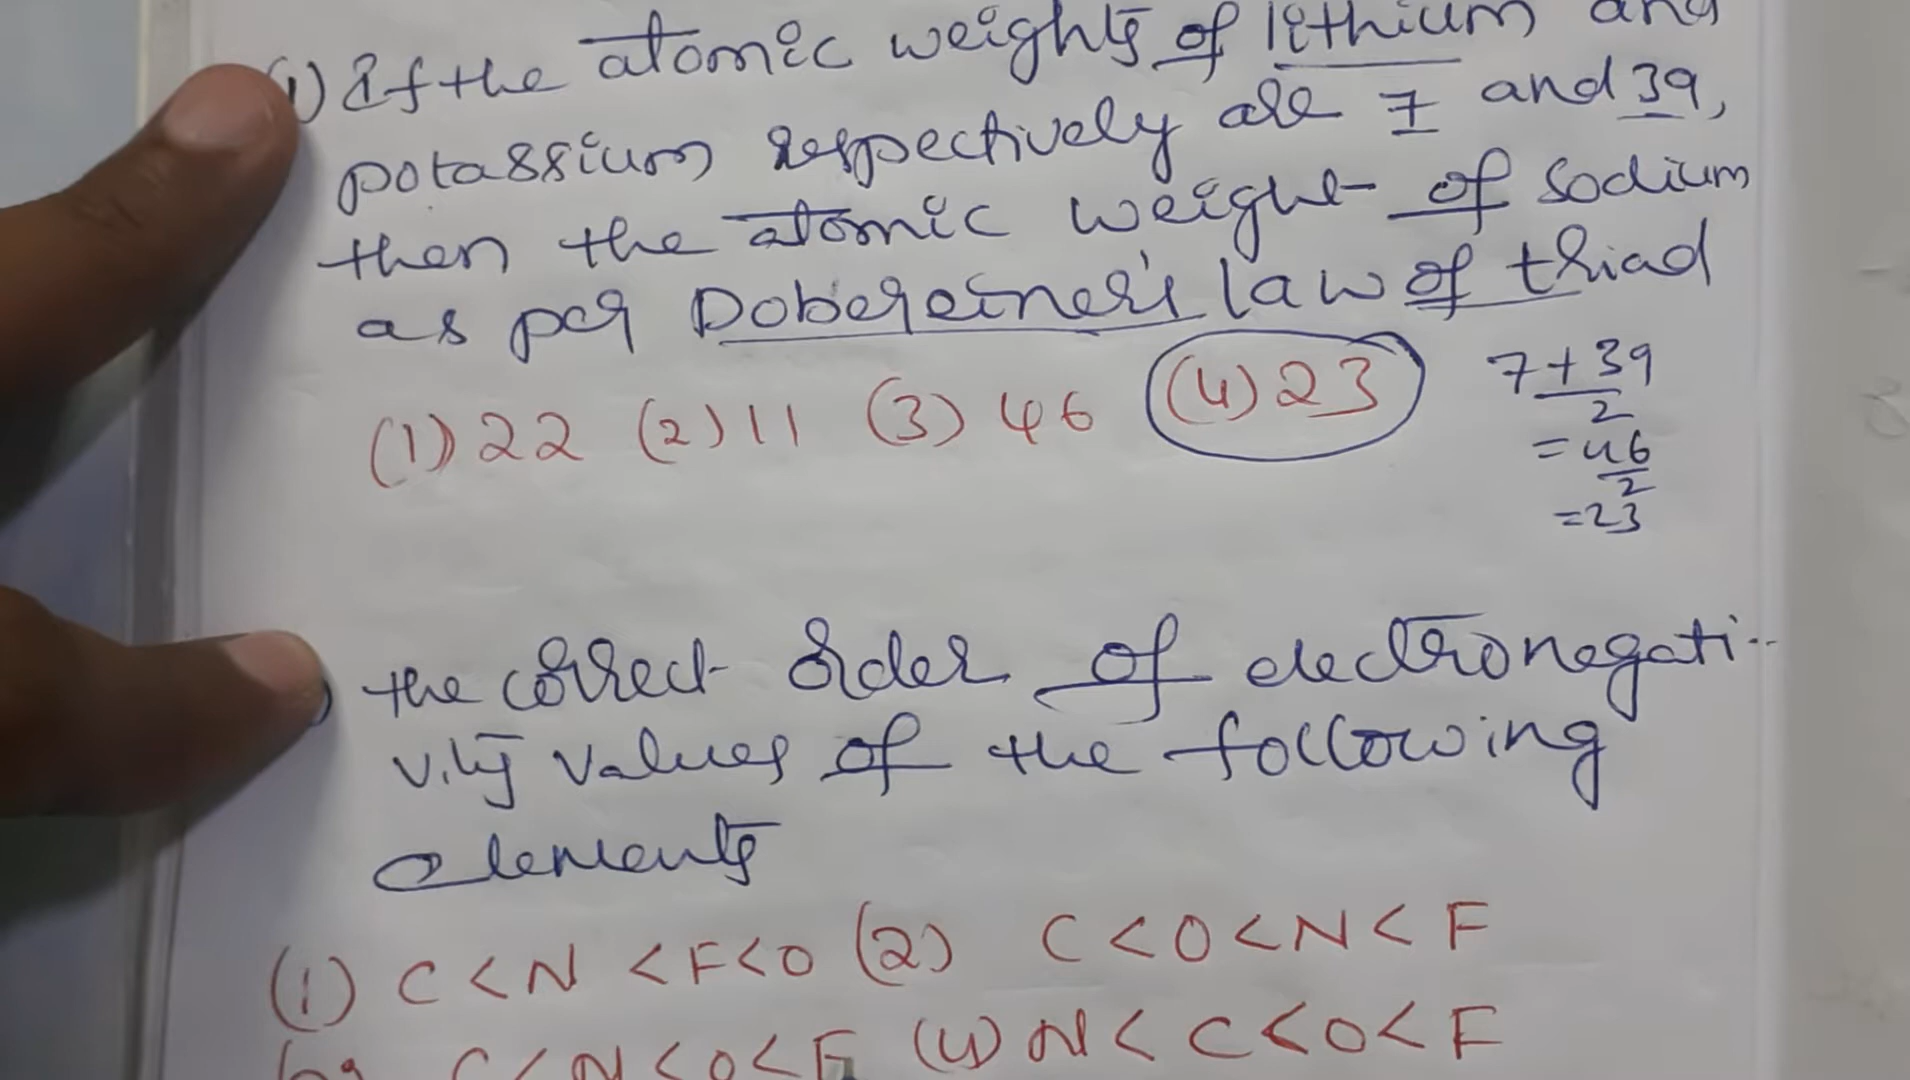 1) If the atomic weights of lithium and
potassium respectively are 7 and 39,
then the atomic weight of sodium
as per Dobereiner's law of triad
(1) 22 (2) 11 (3) 46 (4) 23
7+39
2
= 46
2
= 23
) the correct order of electronegati-
vity values of the following
elements
(1) C < N < F < O (2) C < O < N < F
C < N < O < F (4) N < C < O < F